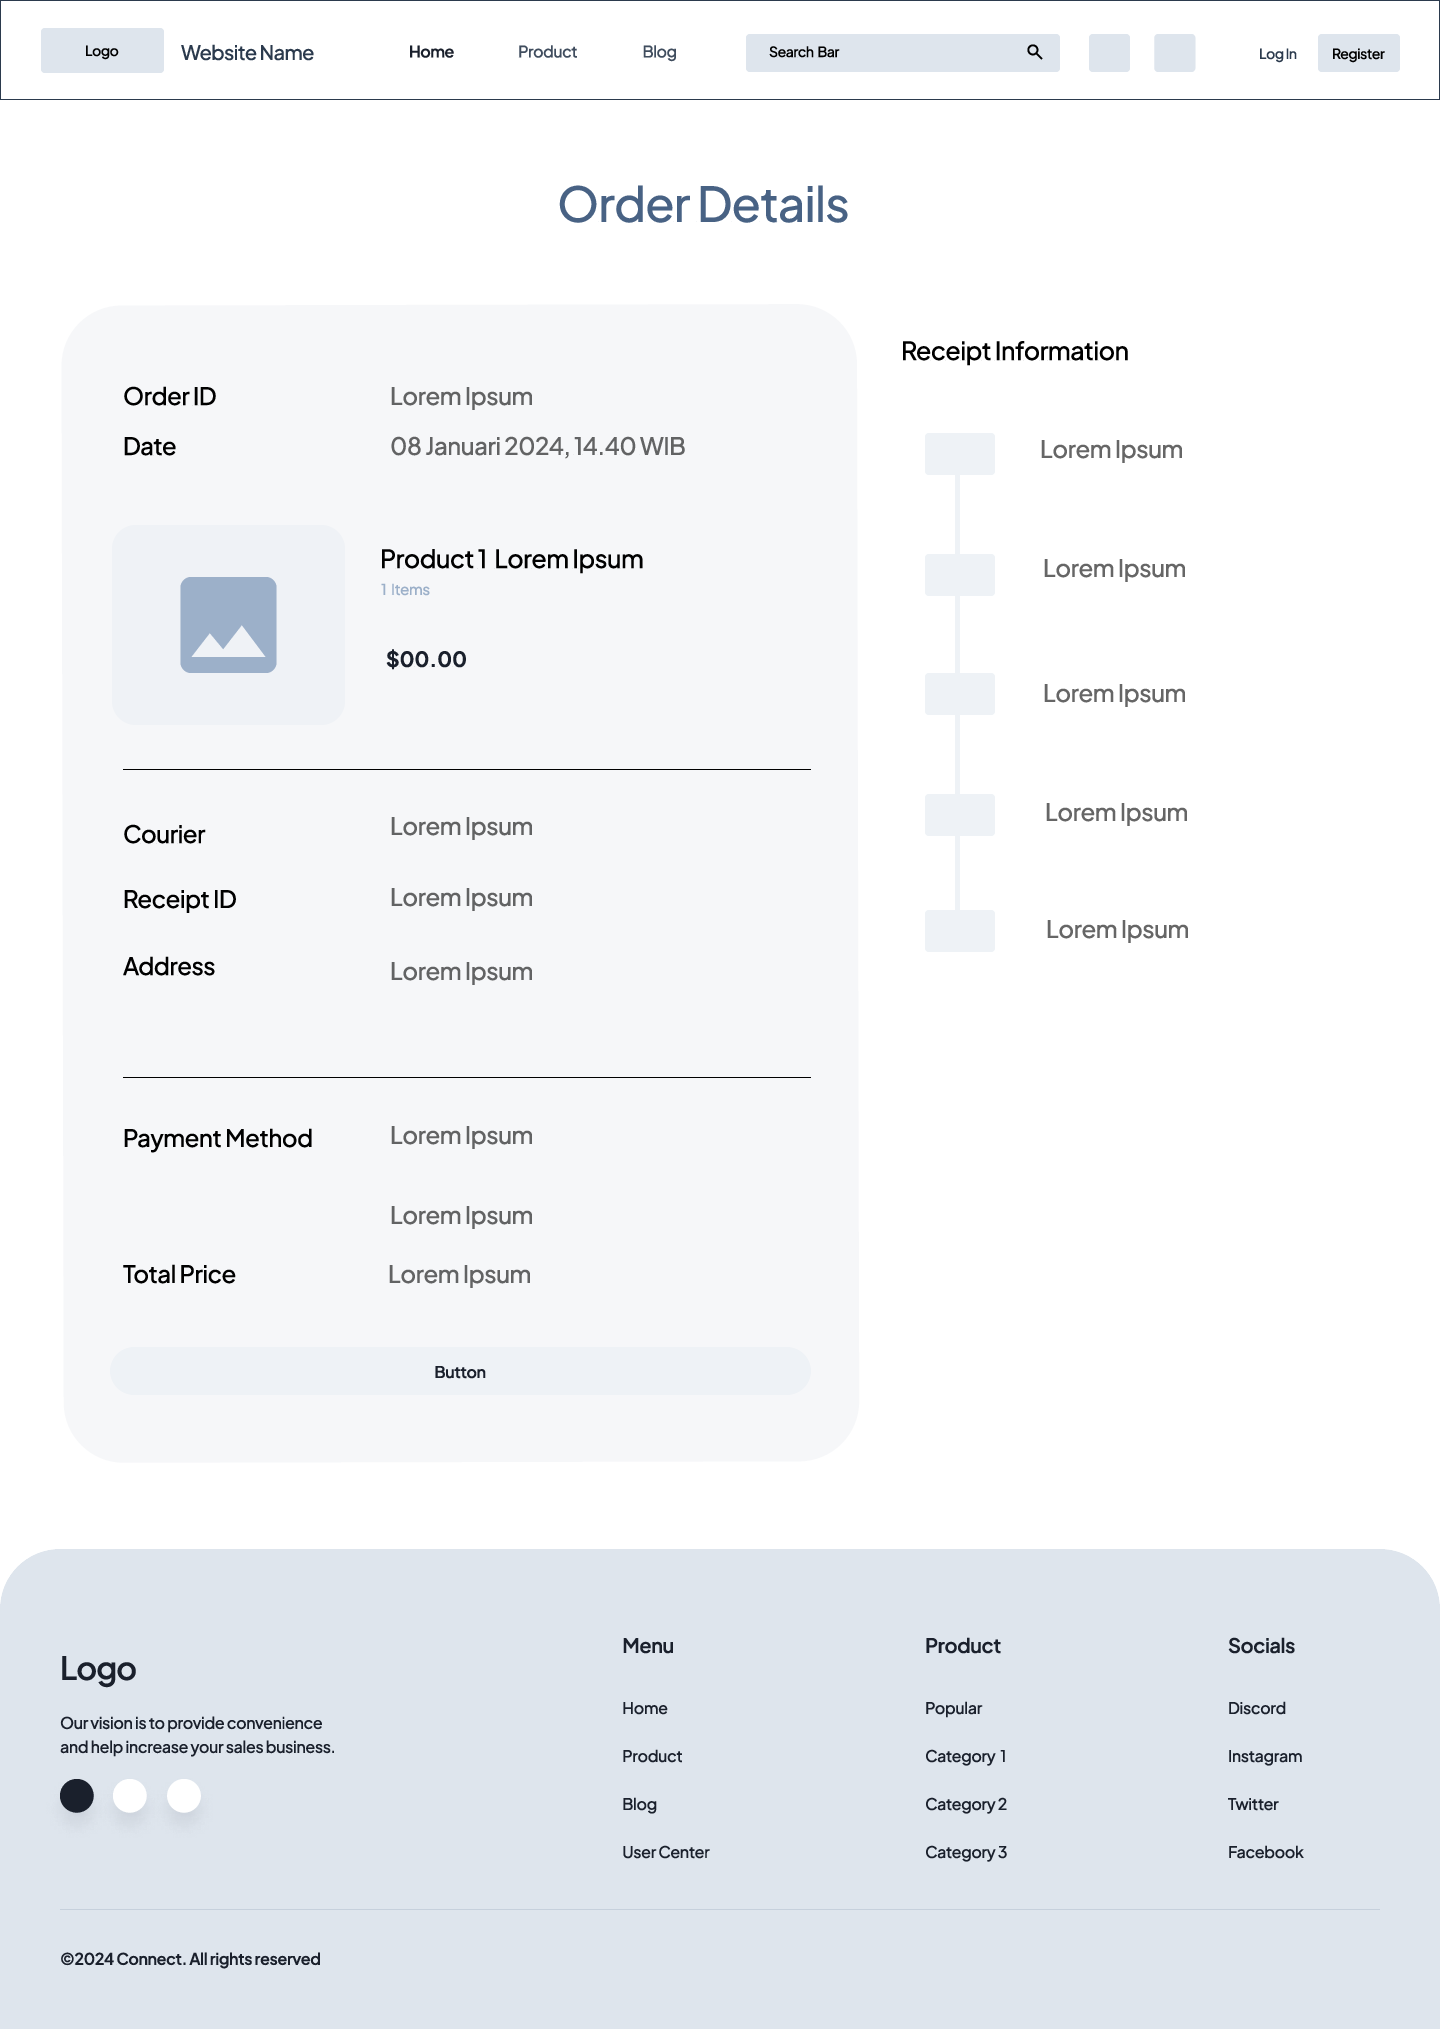 Logo
Website Name
Home
Product
Blog
Search Bar
Log In
Register
Order Details
Order ID
Lorem Ipsum
Date
08 Januari 2024, 14.40 WIB
Product 1 Lorem Ipsum
1 Items
$00.00
Courier
Lorem Ipsum
Receipt ID
Lorem Ipsum
Address
Lorem Ipsum
Payment Method
Lorem Ipsum
Lorem Ipsum
Total Price
Lorem Ipsum
Button
Receipt Information
Lorem Ipsum
Lorem Ipsum
Lorem Ipsum
Lorem Ipsum
Lorem Ipsum
Logo
Our vision is to provide convenience
and help increase your sales business.
Menu
Home
Product
Blog
User Center
Product
Popular
Category 1
Category 2
Category 3
Socials
Discord
Instagram
Twitter
Facebook
©2024 Connect. All rights reserved